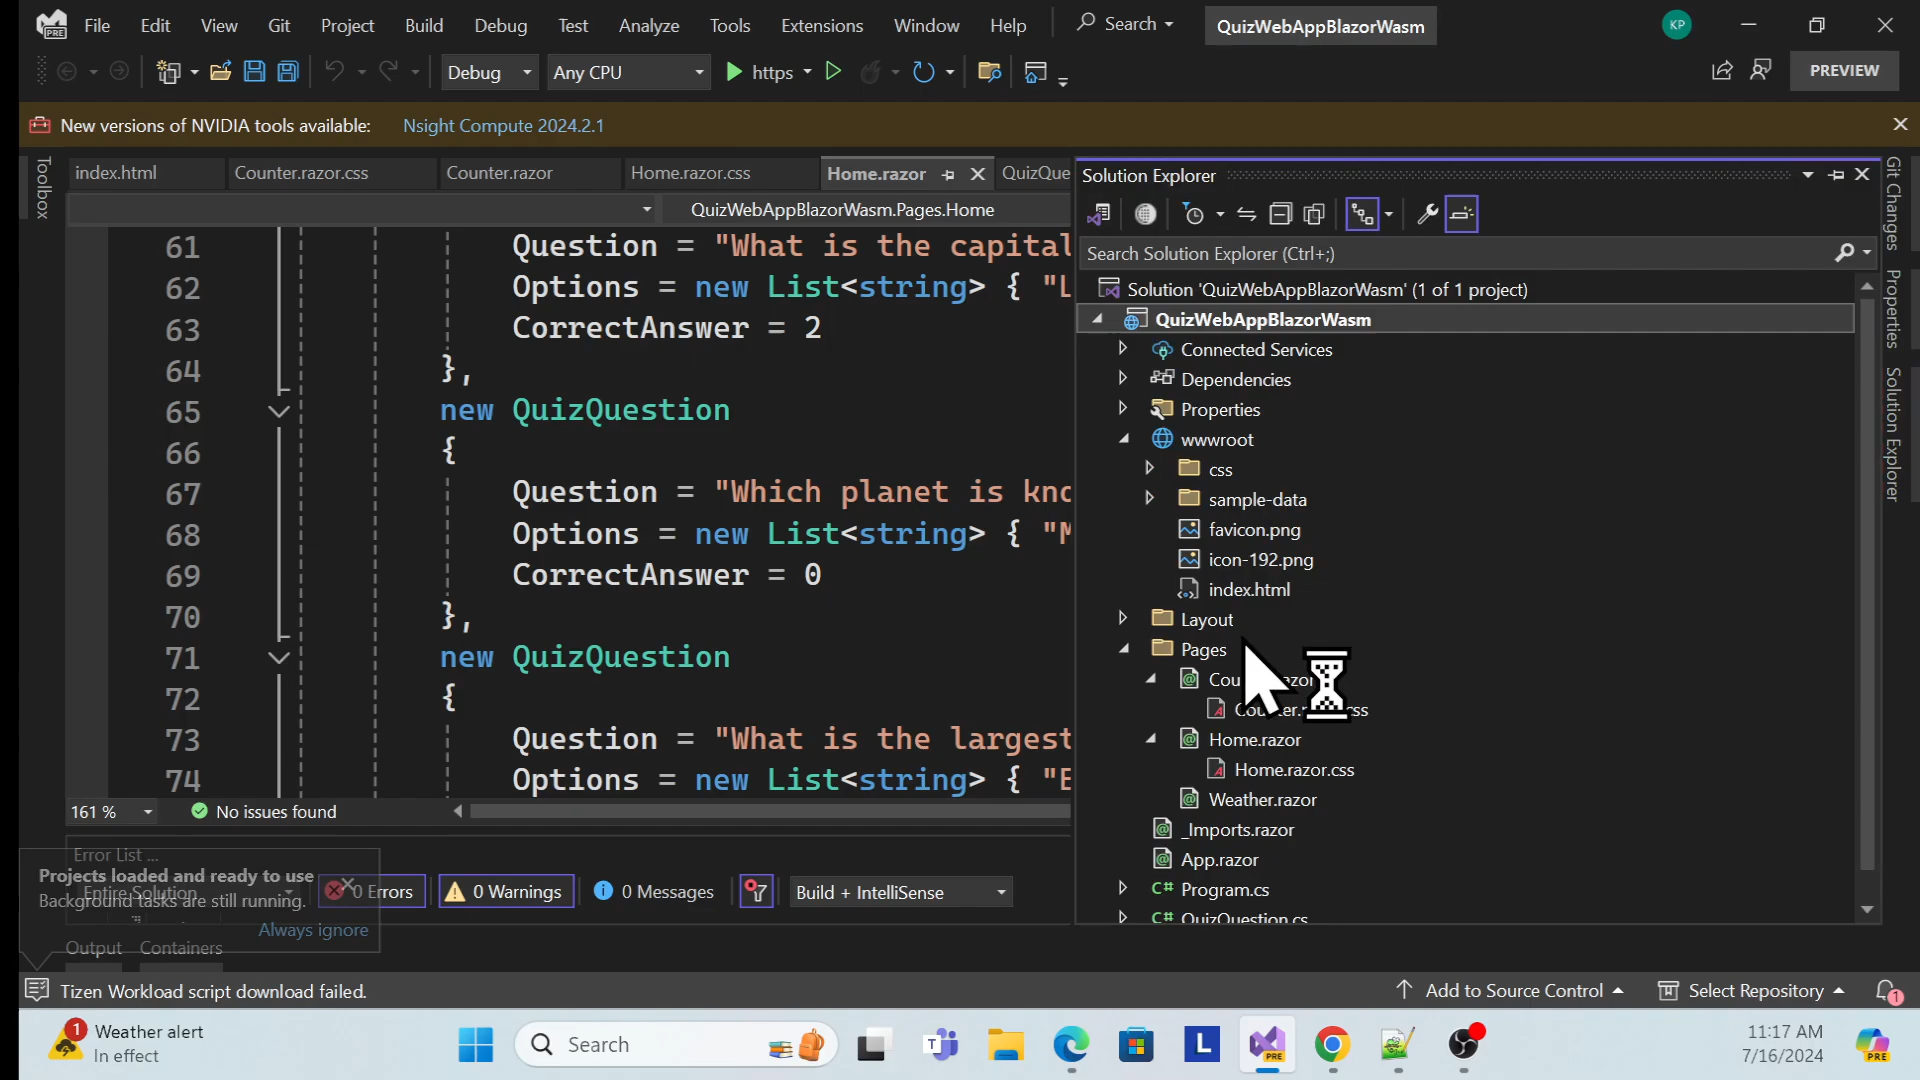 File Edit View Git Project Build Debug Test Analyze Tools Extensions Window Help Search QuizWebAppBlazorWasm KP
Debug Any CPU https PREVIEW
New versions of NVIDIA tools available: Nsight Compute 2024.2.1
Toolbox
index.html Counter.razor.css Counter.razor Home.razor.css Home.razor QuizQue
QuizWebAppBlazorWasm.Pages.Home
61 Question = "What is the capital
62 Options = new List<string> { "L
63 CorrectAnswer = 2
64 },
65 new QuizQuestion
66 {
67 Question = "Which planet is kno
68 Options = new List<string> { "M
69 CorrectAnswer = 0
70 },
71 new QuizQuestion
72 {
73 Question = "What is the largest
74 Options = new List<string> { "E
161 % No issues found
Solution Explorer
Search Solution Explorer (Ctrl+;)
Solution 'QuizWebAppBlazorWasm' (1 of 1 project)
QuizWebAppBlazorWasm
Connected Services
Dependencies
Properties
wwwroot
css
sample-data
favicon.png
icon-192.png
index.html
Layout
Pages
Home.razor
Home.razor.css
Weather.razor
_Imports.razor
App.razor
Program.cs
QuizQuestion.cs
Git Changes
Properties
Solution Explorer
Error List ...
Projects loaded and ready to use
Entire Solution 0 Errors 0 Warnings 0 Messages Build + IntelliSense
Background tasks are still running.
Always ignore
Output Containers
Tizen Workload script download failed. Add to Source Control Select Repository 1
1 Weather alert
In effect
Search
11:17 AM
7/16/2024